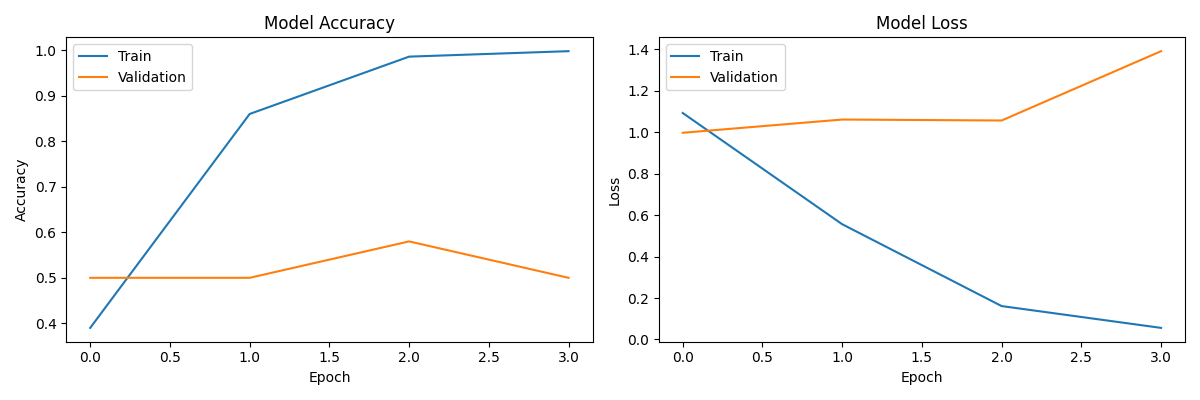 Model Accuracy
Train
Validation
1.0
0.9
0.8
0.7
0.6
0.5
0.4
Accuracy
0.0 0.5 1.0 1.5 2.0 2.5 3.0
Epoch
Model Loss
Train
Validation
1.4
1.2
1.0
0.8
0.6
0.4
0.2
0.0
Loss
0.0 0.5 1.0 1.5 2.0 2.5 3.0
Epoch